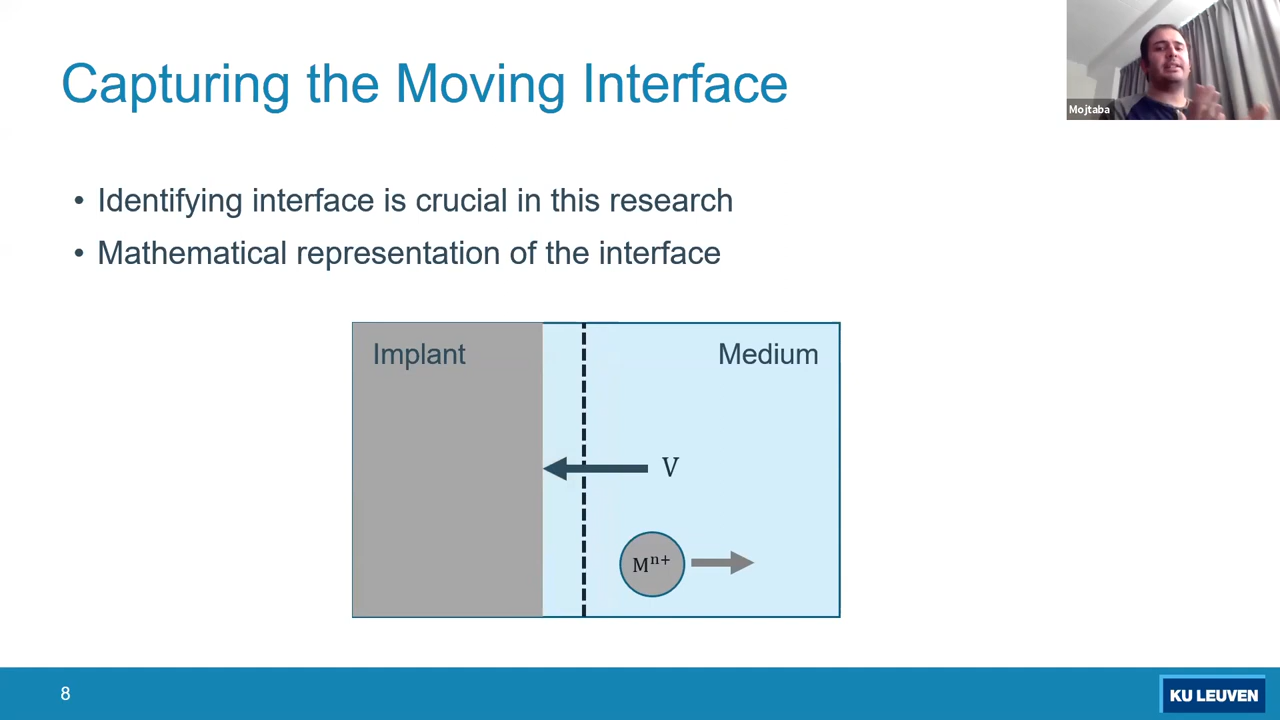 Capturing the Moving Interface
Mojtaba
• Identifying interface is crucial in this research
• Mathematical representation of the interface
Implant
Medium
V
Mⁿ⁺
8
KU LEUVEN